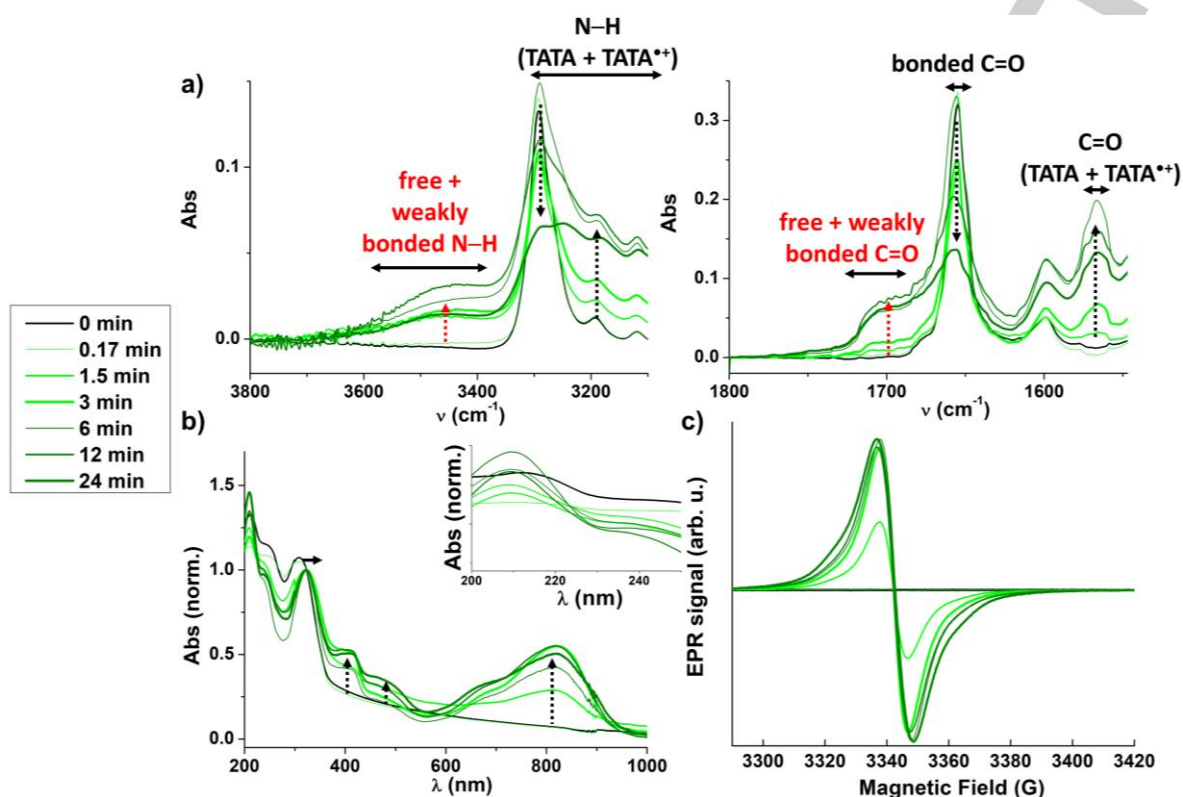 a)
N–H
(TATA + TATA•+)
free +
weakly
bonded N–H
Abs
0.1
0.0
3800
3600
3400
3200
ν (cm-1)
bonded C=O
C=O
(TATA + TATA•+)
free + weakly
bonded C=O
Abs
0.3
0.2
0.1
0.0
1800
1700
1600
ν (cm-1)
0 min
0.17 min
1.5 min
3 min
6 min
12 min
24 min
b)
Abs (norm.)
1.5
1.0
0.5
0.0
200
400
600
800
1000
λ (nm)
Abs (norm.)
200
220
240
λ (nm)
c)
EPR signal (arb. u.)
3300
3320
3340
3360
3380
3400
3420
Magnetic Field (G)